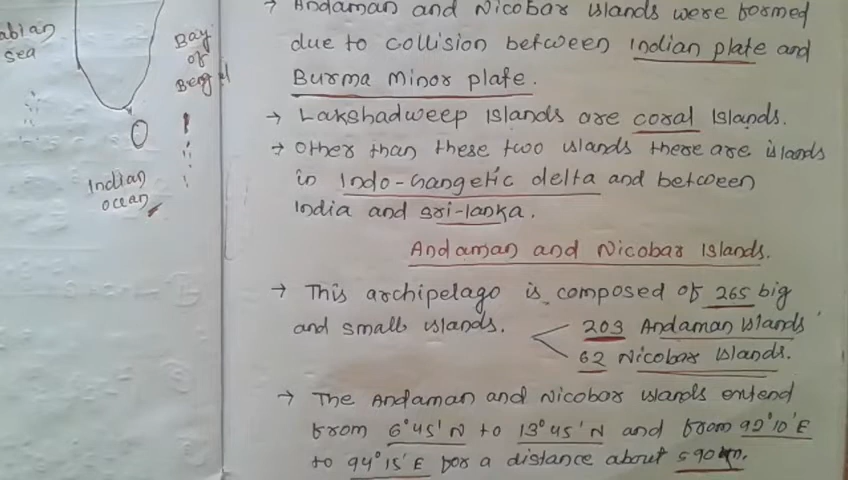 abian
sea
Bay
of
Bengal
Indian
ocean
→ Andaman and Nicobar islands were formed
due to collision between Indian plate and
Burma Minor plate.
→ Lakshadweep Islands are coral Islands.
→ Other than these two islands there are islands
in Indo-Gangetic delta and between
India and Sri-lanka.
Andaman and Nicobar Islands.
→ This archipelago is composed of 265 big
and small islands. < 203 Andaman Islands
62 Nicobar Islands.
→ The Andaman and Nicobar islands extend
from 6°45'N to 13°45'N and from 92°10'E
to 94°15'E for a distance about 590 km.